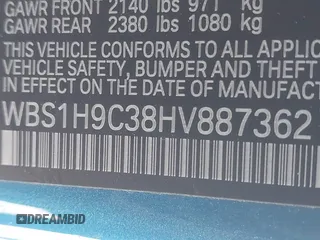 GAWR FRONT 2140 lbs 971 kg
GAWR REAR 2380 lbs 1080 kg
THIS VEHICLE CONFORMS TO ALL APPLIC
VEHICLE SAFETY, BUMPER AND THEFT
IN EFFECT ON THE DATE OF MANUFA
WBS1H9C38HV887362
DREAMBID